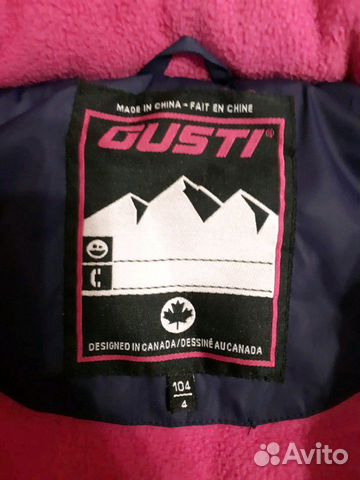 MADE IN CHINA - FAIT EN CHINE
GUSTI®
DESIGNED IN CANADA/DESSINÉ AU CANADA
104
4
Avito